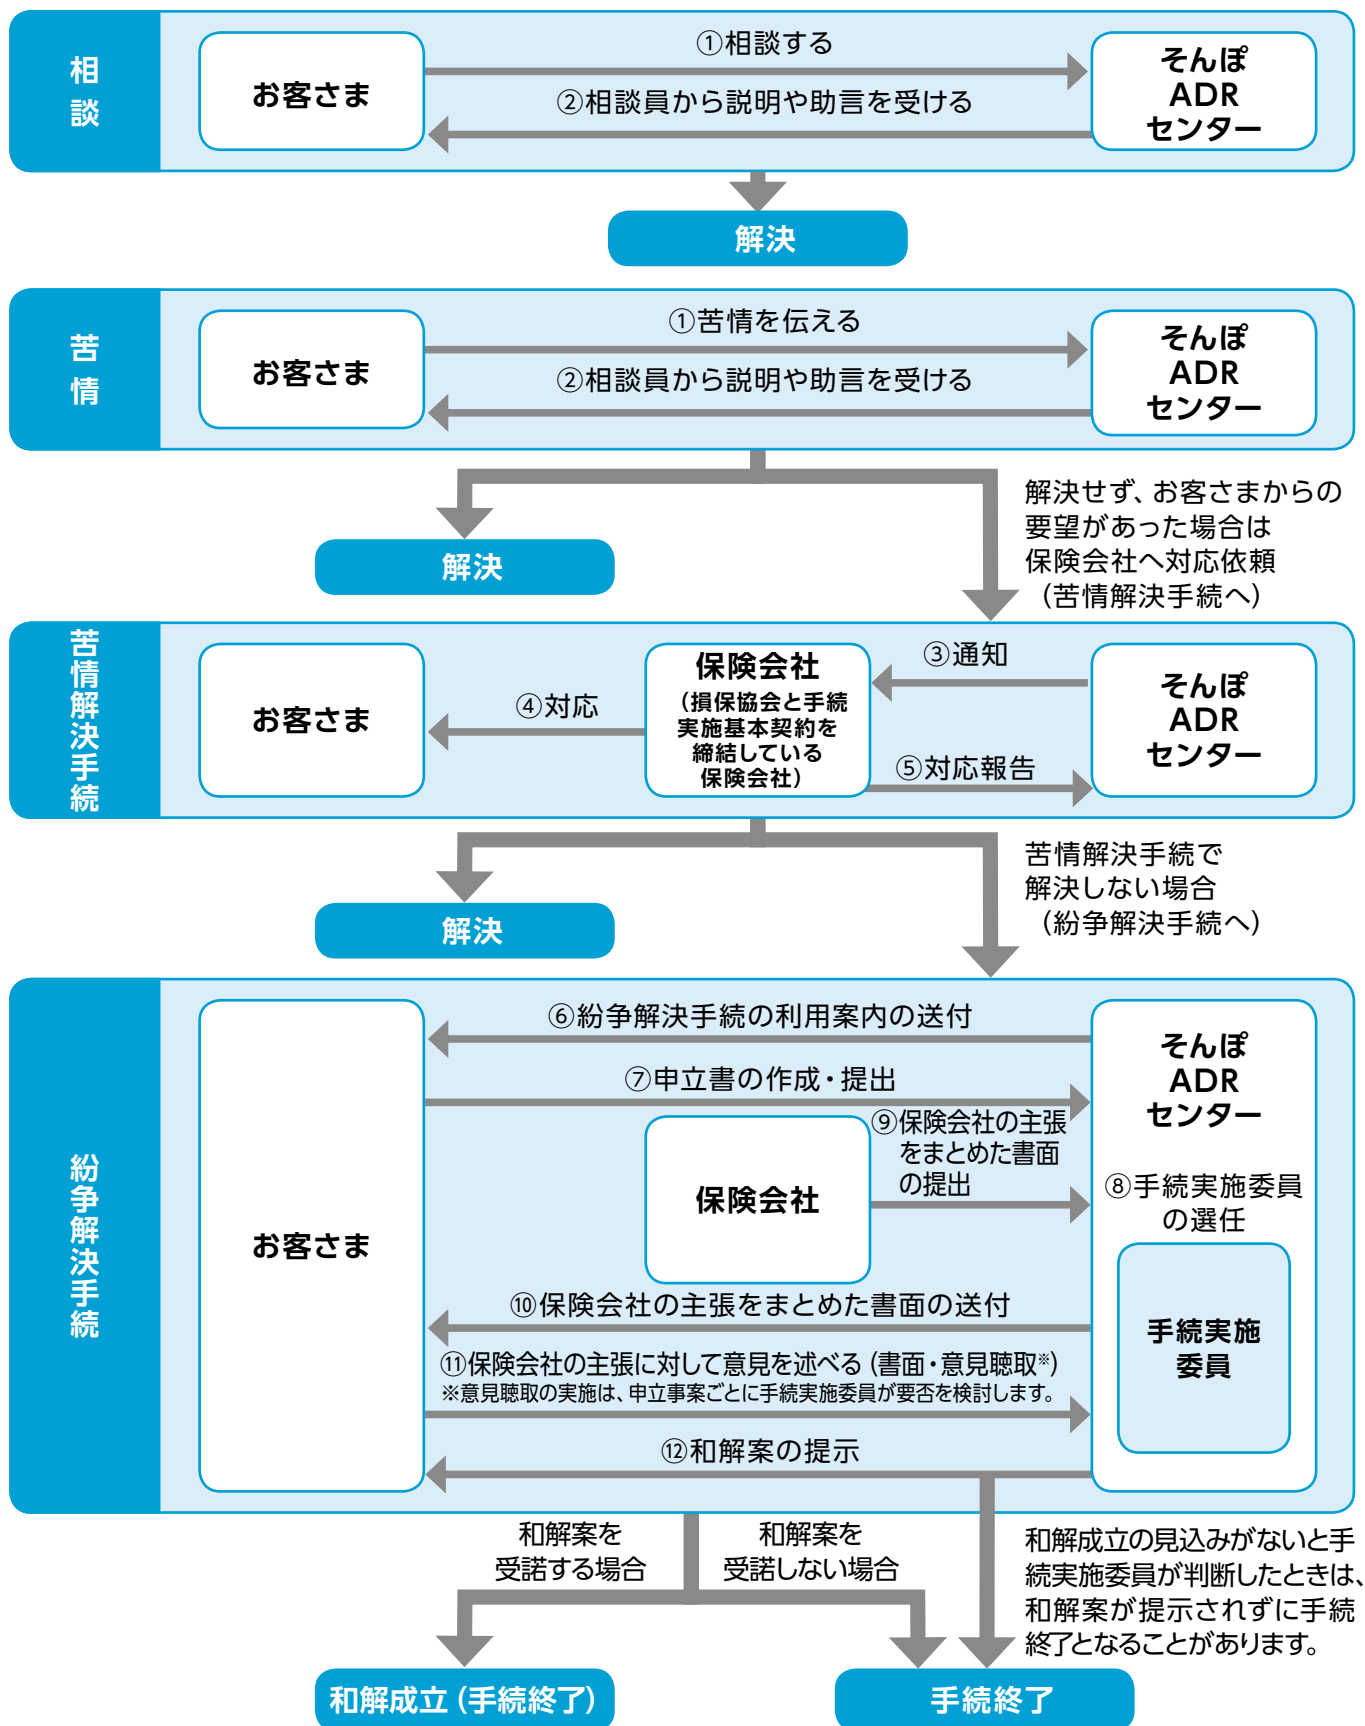 相談
お客さま
①相談する
②相談員から説明や助言を受ける
そんぽ
ADR
センター
解決
苦情
お客さま
①苦情を伝える
②相談員から説明や助言を受ける
そんぽ
ADR
センター
解決せず、お客さまからの
要望があった場合は
保険会社へ対応依頼
（苦情解決手続へ）
解決
苦情解決手続
お客さま
④対応
保険会社
（損保協会と手続
実施基本契約を
締結している
保険会社）
③通知
⑤対応報告
そんぽ
ADR
センター
苦情解決手続で
解決しない場合
（紛争解決手続へ）
解決
紛争解決手続
お客さま
⑥紛争解決手続の利用案内の送付
⑦申立書の作成・提出
そんぽ
ADR
センター
保険会社
⑨保険会社の主張
をまとめた書面
の提出
⑧手続実施委員
の選任
手続実施
委員
⑩保険会社の主張をまとめた書面の送付
⑪保険会社の主張に対して意見を述べる（書面・意見聴取※）
※意見聴取の実施は、申立事案ごとに手続実施委員が要否を検討します。
⑫和解案の提示
和解案を
受諾する場合
和解案を
受諾しない場合
和解成立の見込みがないと手
続実施委員が判断したときは、
和解案が提示されずに手続
終了となることがあります。
和解成立（手続終了）
手続終了